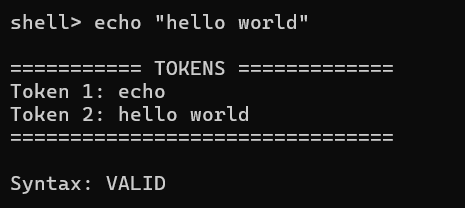 shell> echo "hello world"
=========== TOKENS =============
Token 1: echo
Token 2: hello world
================================
Syntax: VALID